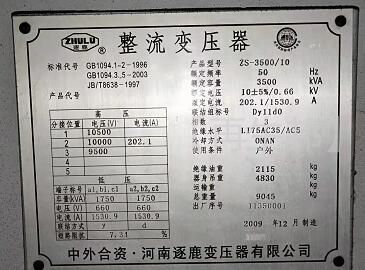 ZHULU
逐鹿
整流变压器
标准代号 GB1094.1-2-1996
GB1094.3.5-2003
JB/T8638-1997
产品代号
产品型号 ZS-3500/10
额定频率 50 Hz
额定容量 3500 kVA
额定电压 10±5%/0.66 kV
额定电流 202.1/1530.9 A
联结组标号 Dy11d0
相数 3
绝缘水平 LI75AC35/AC5
冷却方式 ONAN
使用条件 户外
绝缘油重 2115 kg
器身吊重 4830 kg
运输重 kg
总重量 9045 kg
出厂序号 11350001
2009 年 12 月 制造
高 压
分接位置 电压(V) 电流(A)
1 10500
2 10000 202.1
3 9500
低 压
端子标号 a1,b1,c1 a2,b2,c2
容量(kVA) 1750 1750
电压(V) 660 660
电流(A) 1530.9 1530.9
联结 y d
短路阻抗 7.31 %
中外合资·河南逐鹿变压器有限公司